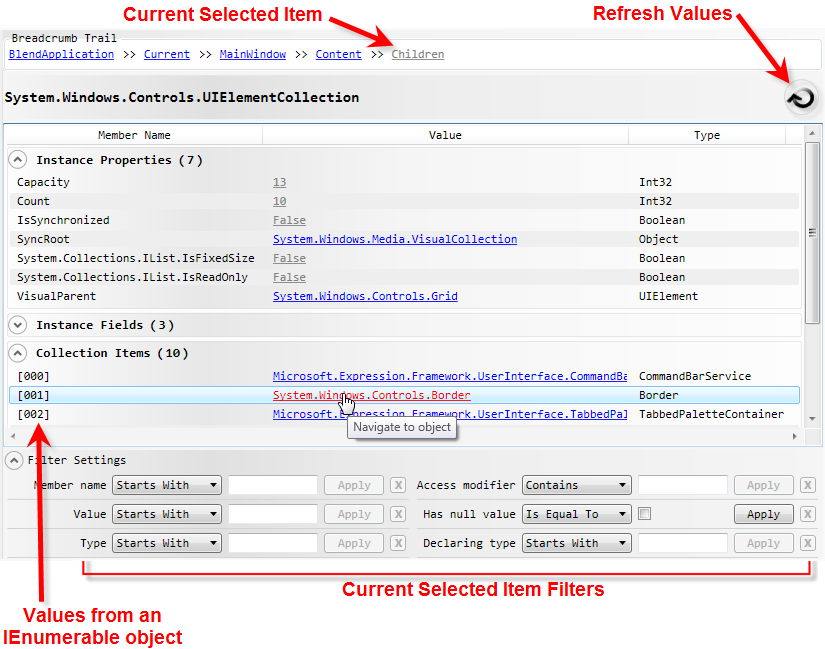 Current Selected Item
Refresh Values
Breadcrumb Trail
BlendApplication >> Current >> MainWindow >> Content >> Children
System.Windows.Controls.UIElementCollection
Member Name Value Type
Instance Properties (7)
Capacity 13 Int32
Count 10 Int32
IsSynchronized False Boolean
SyncRoot System.Windows.Media.VisualCollection Object
System.Collections.IList.IsFixedSize False Boolean
System.Collections.IList.IsReadOnly False Boolean
VisualParent System.Windows.Controls.Grid UIElement
Instance Fields (3)
Collection Items (10)
[000] Microsoft.Expression.Framework.UserInterface.CommandBa CommandBarService
[001] System.Windows.Controls.Border Border
[002] Microsoft.Expression.Framework.UserInterface.TabbedPal TabbedPaletteContainer
Navigate to object
Filter Settings
Member name Starts With Apply X Access modifier Contains Apply X
Value Starts With Apply X Has null value Is Equal To Apply X
Type Starts With Apply X Declaring type Starts With Apply X
Current Selected Item Filters
Values from an
IEnumerable object